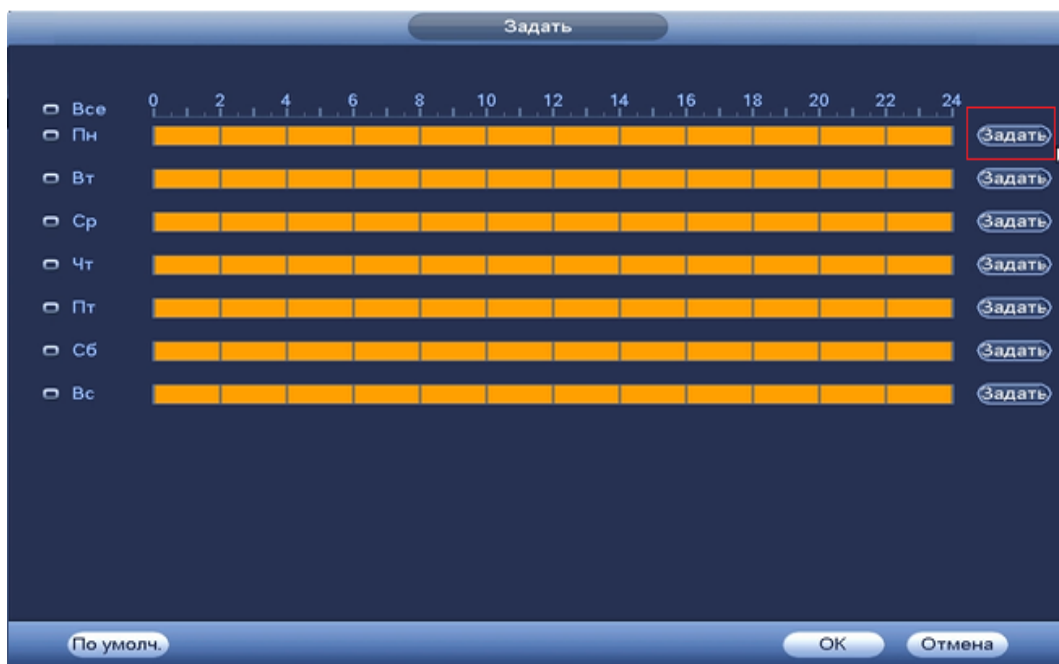 Задать
Все 0 2 4 6 8 10 12 14 16 18 20 22 24
Пн Задать
Вт Задать
Ср Задать
Чт Задать
Пт Задать
Сб Задать
Вс Задать
По умолч. OK Отмена